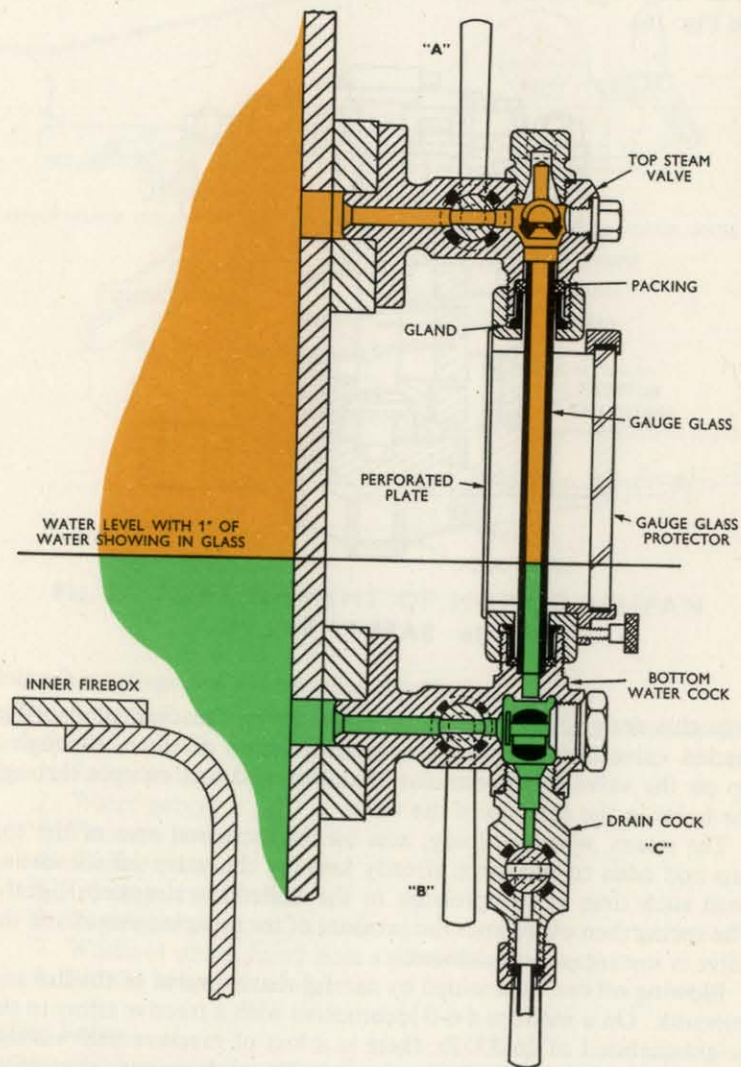 "A"
TOP STEAM
VALVE
PACKING
GLAND
GAUGE GLASS
PERFORATED
PLATE
GAUGE GLASS
PROTECTOR
WATER LEVEL WITH 1" OF
WATER SHOWING IN GLASS
INNER FIREBOX
BOTTOM
WATER COCK
DRAIN COCK
"C"
"B"